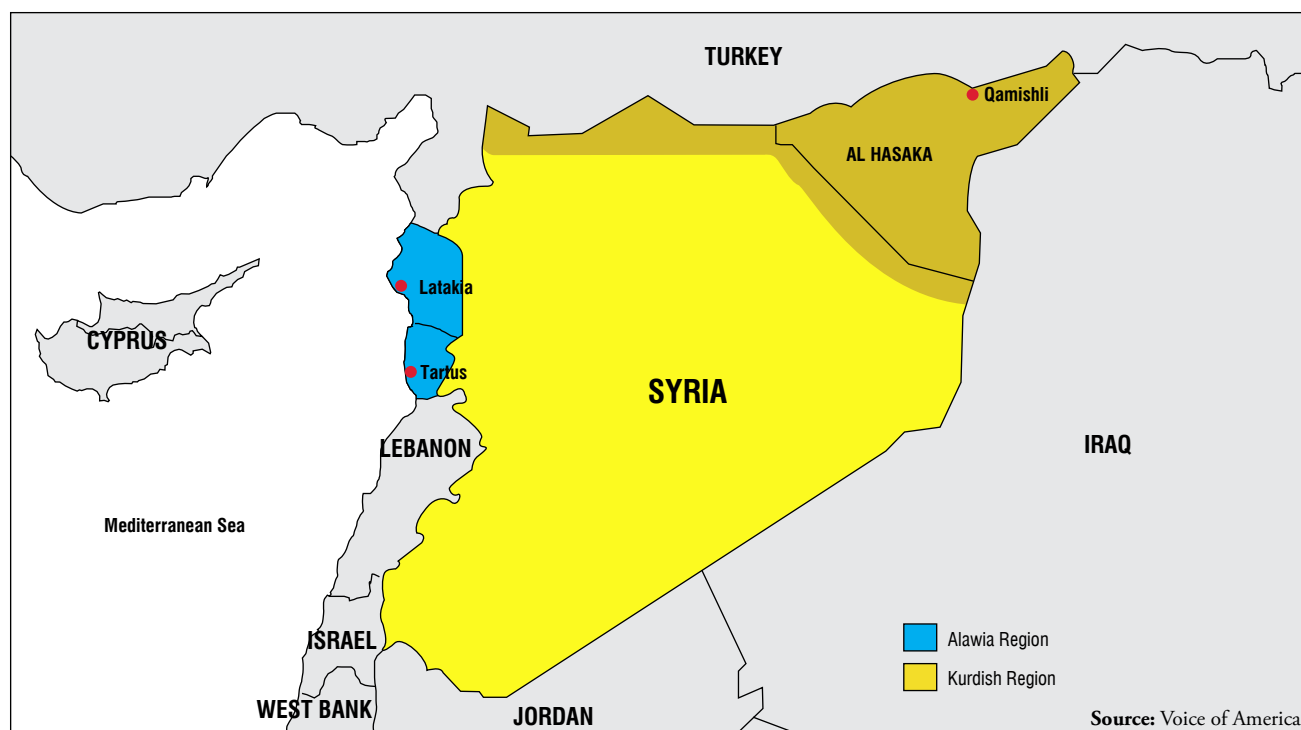 TURKEY
Qamishli
AL HASAKA
Latakia
CYPRUS
Tartus
SYRIA
LEBANON
IRAQ
Mediterranean Sea
ISRAEL
Alawia Region
Kurdish Region
WEST BANK
JORDAN
Source: Voice of America